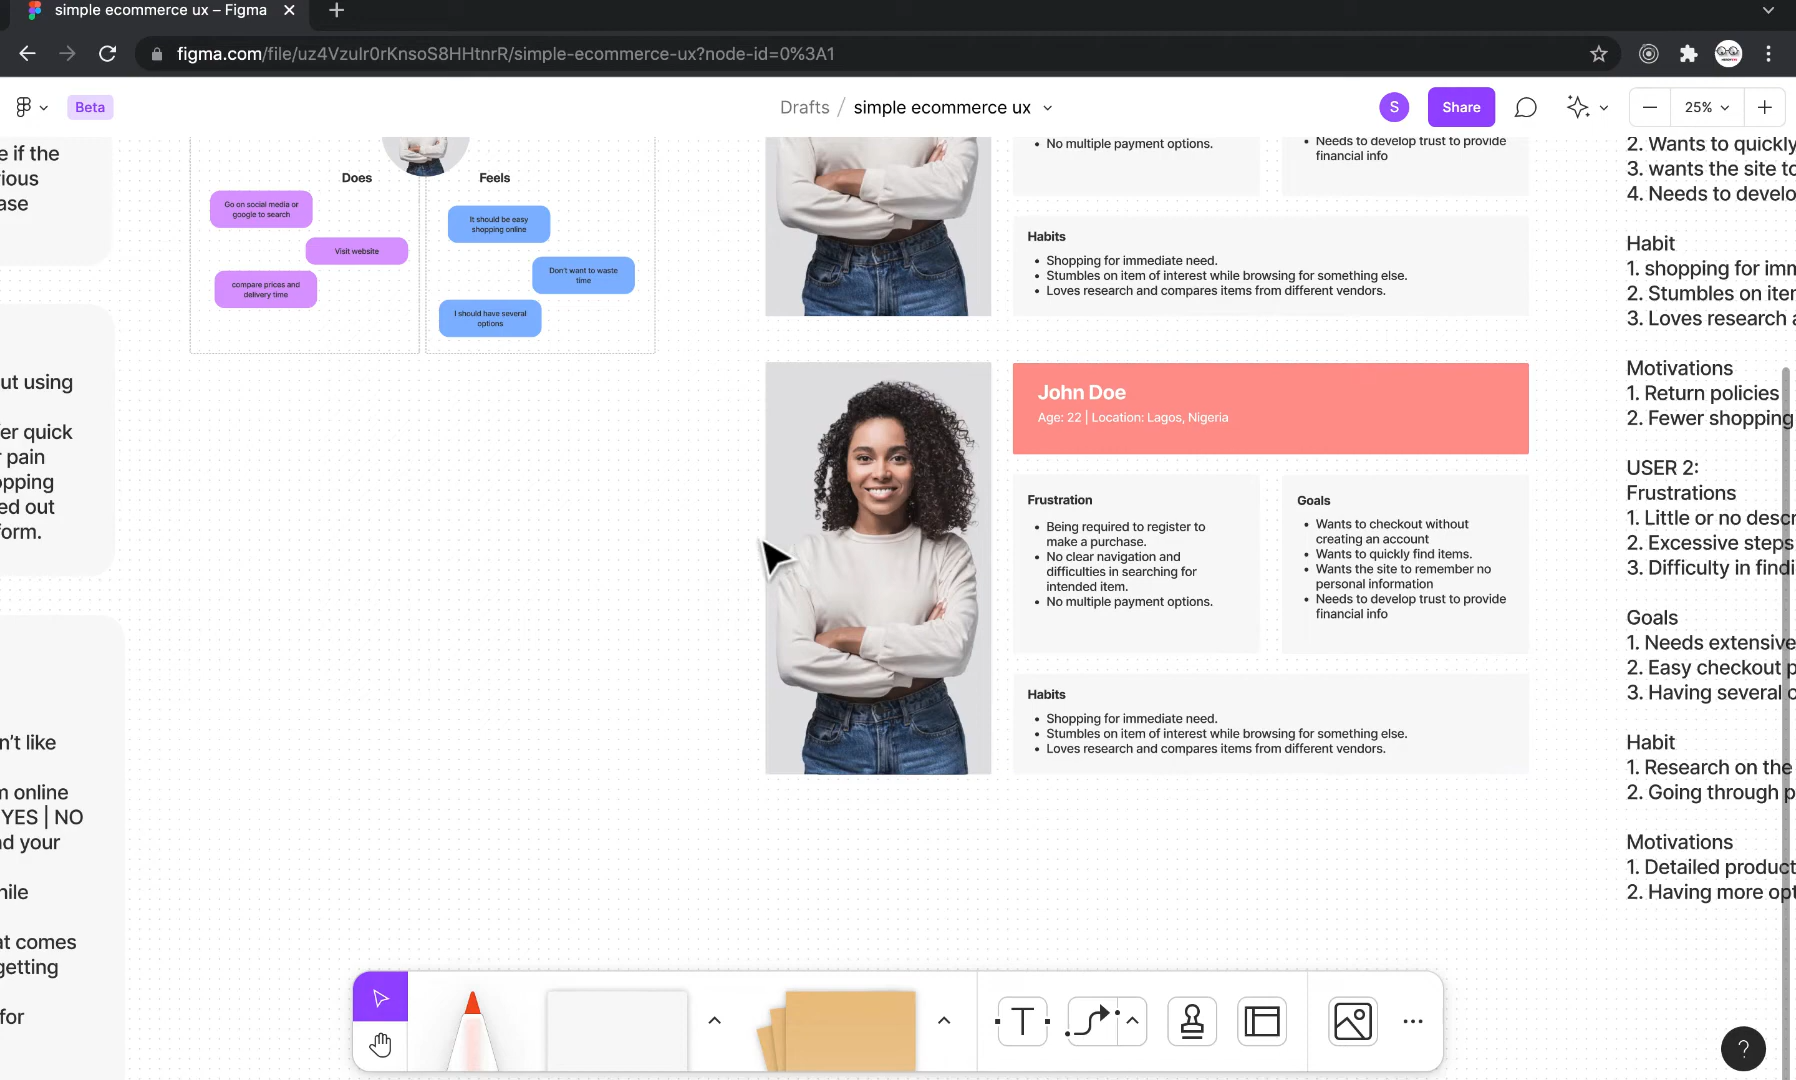 simple ecommerce ux – Figma
figma.com/file/uz4VzuIr0rKnsoS8HHtnrR/simple-ecommerce-ux?node-id=0%3A1
Beta
Drafts / simple ecommerce ux
S
Share
25%
e if the
ious
ase
ut using
er quick
pain
opping
ed out
form.
n't like
m online
YES | NO
nd your
hile
at comes
getting
for
Does
Go on social media or
google to search
Visit website
compare prices and
delivery time
Feels
It should be easy
shopping online
Don't want to waste
time
I should have several
options
No multiple payment options.
Needs to develop trust to provide
financial info
Habits
Shopping for immediate need.
Stumbles on item of interest while browsing for something else.
Loves research and compares items from different vendors.
John Doe
Age: 22 | Location: Lagos, Nigeria
Frustration
Being required to register to
make a purchase.
No clear navigation and
difficulties in searching for
intended item.
No multiple payment options.
Goals
Wants to checkout without
creating an account
Wants to quickly find items.
Wants the site to remember no
personal information
Needs to develop trust to provide
financial info
Habits
Shopping for immediate need.
Stumbles on item of interest while browsing for something else.
Loves research and compares items from different vendors.
2. Wants to quickly
3. wants the site to
4. Needs to develo
Habit
1. shopping for imm
2. Stumbles on iter
3. Loves research a
Motivations
1. Return policies
2. Fewer shopping
USER 2:
Frustrations
1. Little or no descr
2. Excessive steps
3. Difficulty in findi
Goals
1. Needs extensive
2. Easy checkout p
3. Having several o
Habit
1. Research on the
2. Going through p
Motivations
1. Detailed product
2. Having more opt
T
?